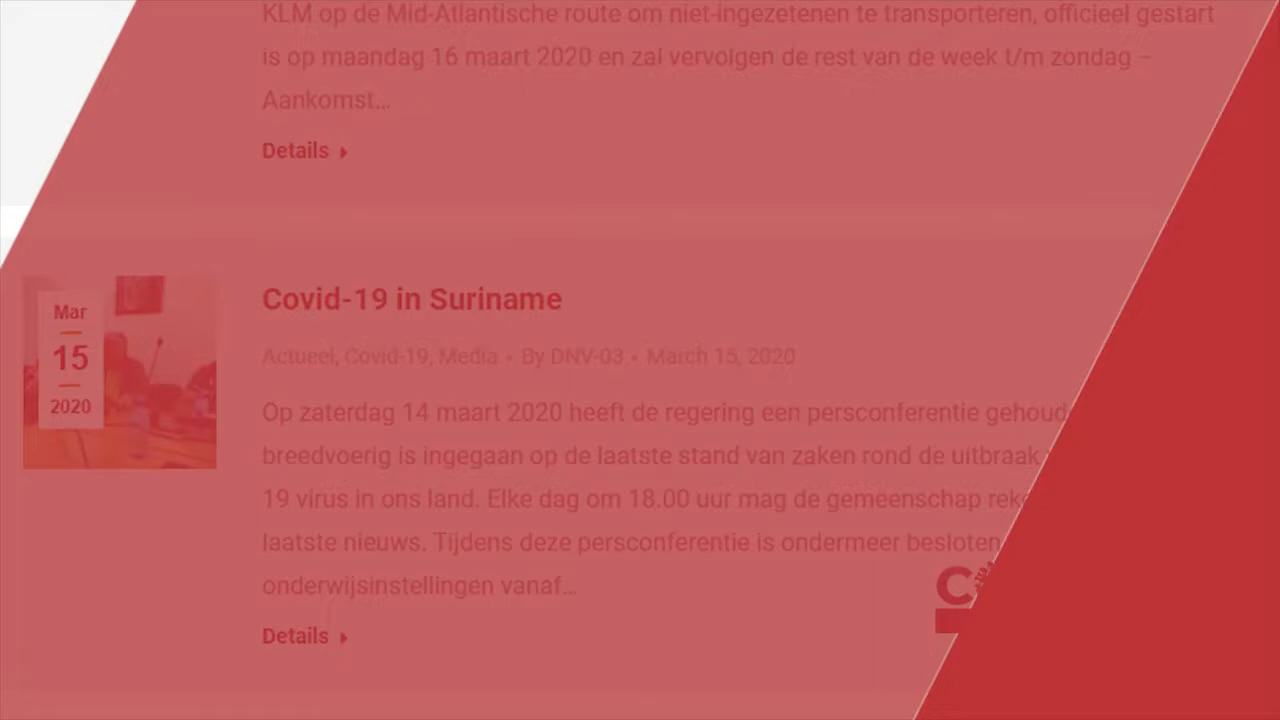 KLM op de Mid-Atlantische route om niet-ingezetenen te transporteren, officieel gestart
is op maandag 16 maart 2020 en zal vervolgen de rest van de week t/m zondag –
Aankomst...
Details
Mar
15
2020
Covid-19 in Suriname
Actueel, Covid-19, Media • By DNV-03 • March 15, 2020
Op zaterdag 14 maart 2020 heeft de regering een persconferentie gehoud
breedvoerig is ingegaan op de laatste stand van zaken rond de uitbraak
19 virus in ons land. Elke dag om 18.00 uur mag de gemeenschap reke
laatste nieuws. Tijdens deze persconferentie is ondermeer besloten
onderwijsinstellingen vanaf...
Details
C